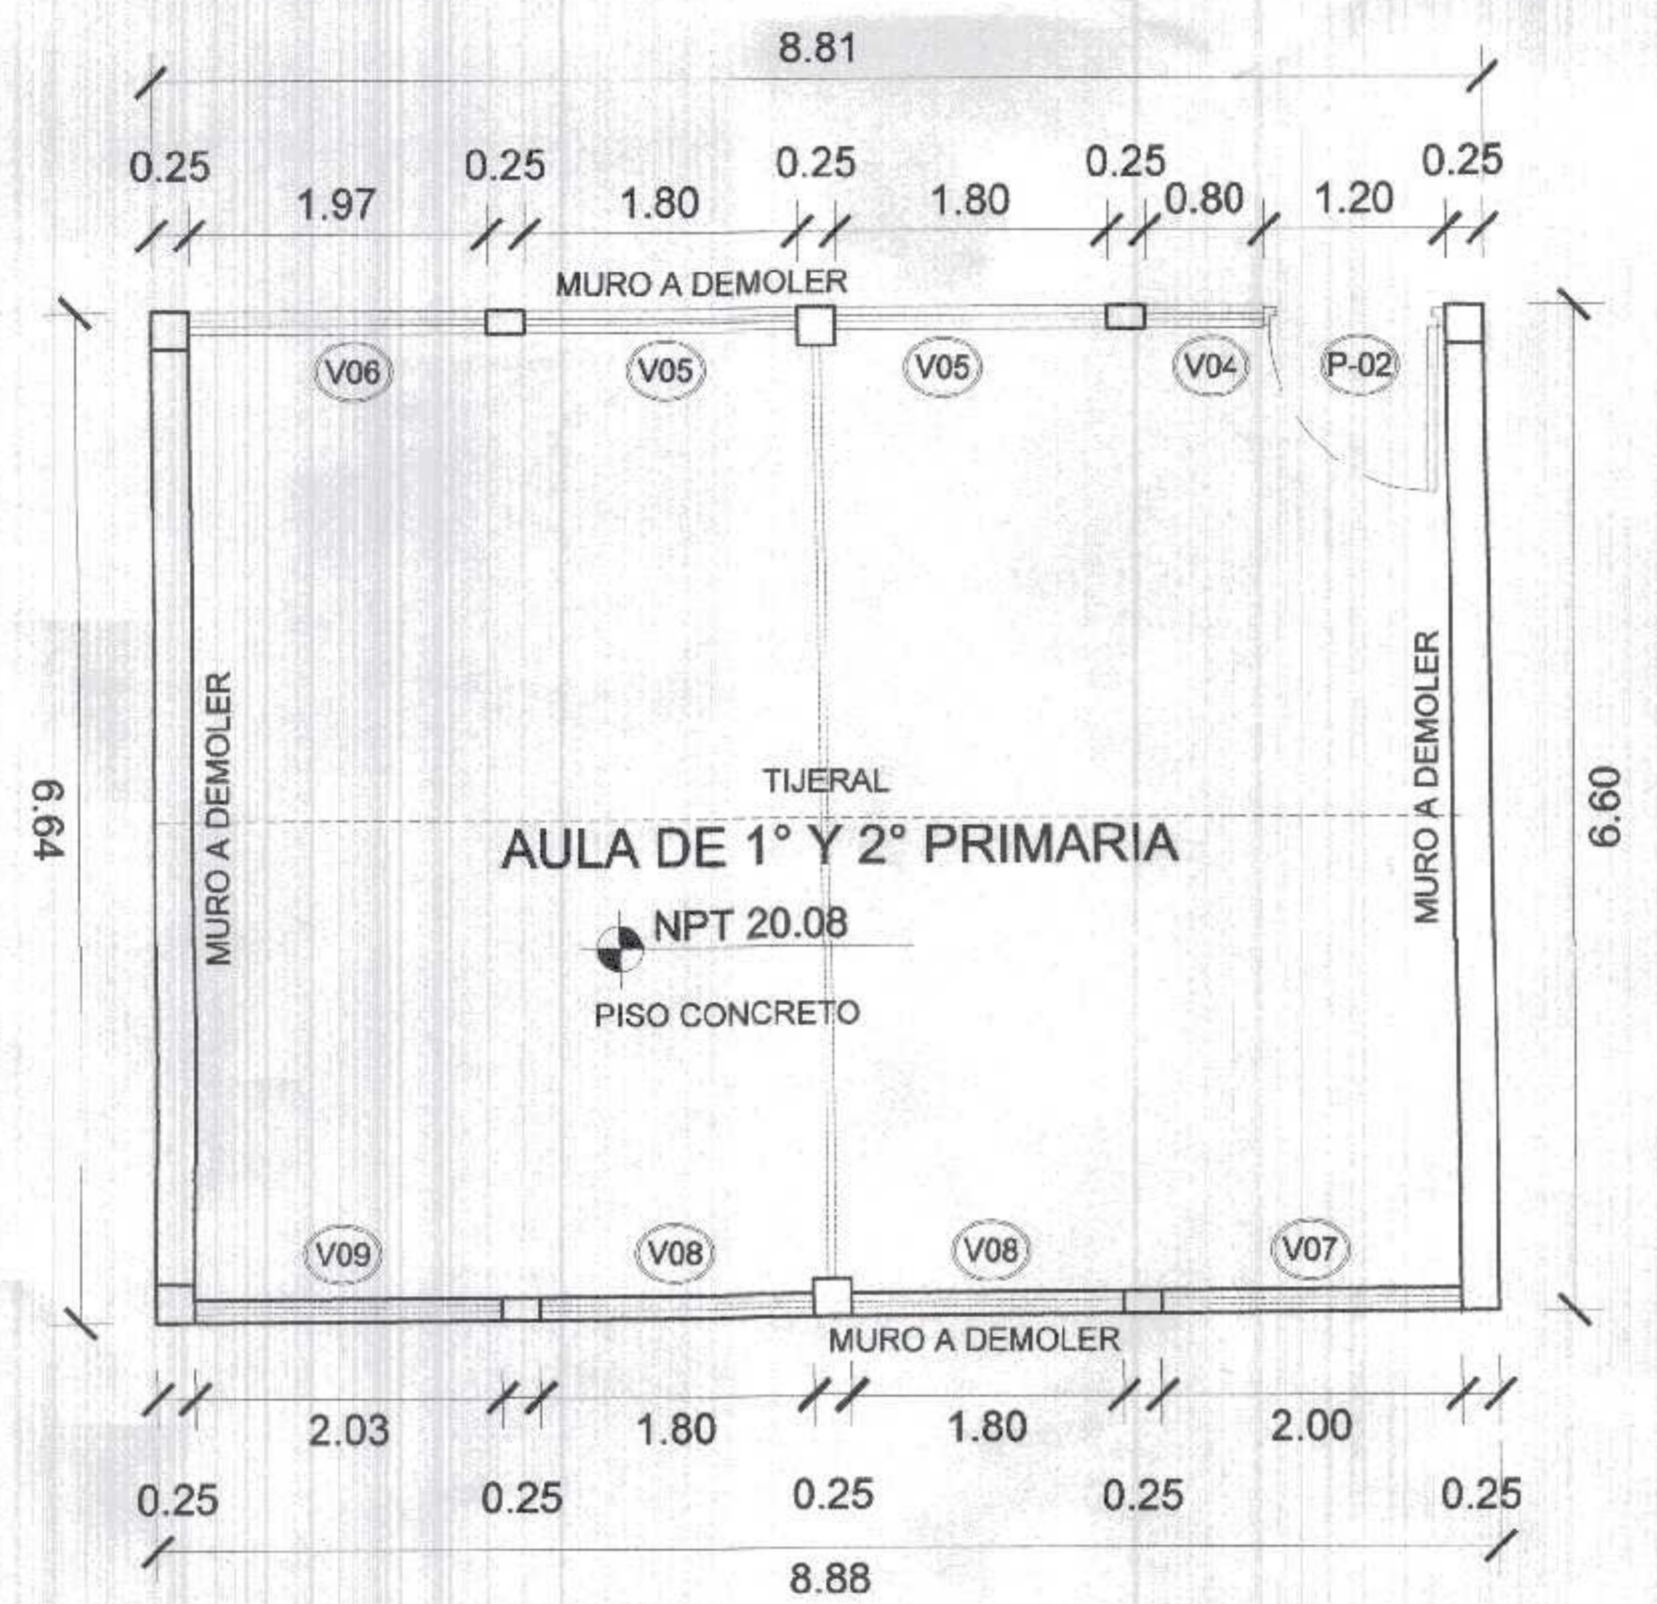 8.81
0.25 0.25 0.25 0.25 0.25
1.97 1.80 1.80 0.80 1.20
MURO A DEMOLER
V06 V05 V05 V04 P-02
MURO A DEMOLER
MURO A DEMOLER
6.64
6.60
TIJERAL
AULA DE 1° Y 2° PRIMARIA
NPT 20.08
PISO CONCRETO
V09 V08 V08 V07
MURO A DEMOLER
2.03 1.80 1.80 2.00
0.25 0.25 0.25 0.25 0.25
8.88